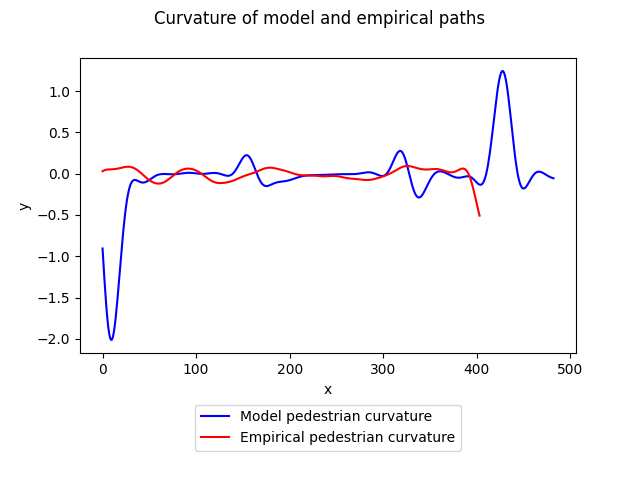 Curvature of model and empirical paths
1.0
0.5
0.0
−0.5
−1.0
−1.5
−2.0
y
0 100 200 300 400 500
x
Model pedestrian curvature
Empirical pedestrian curvature